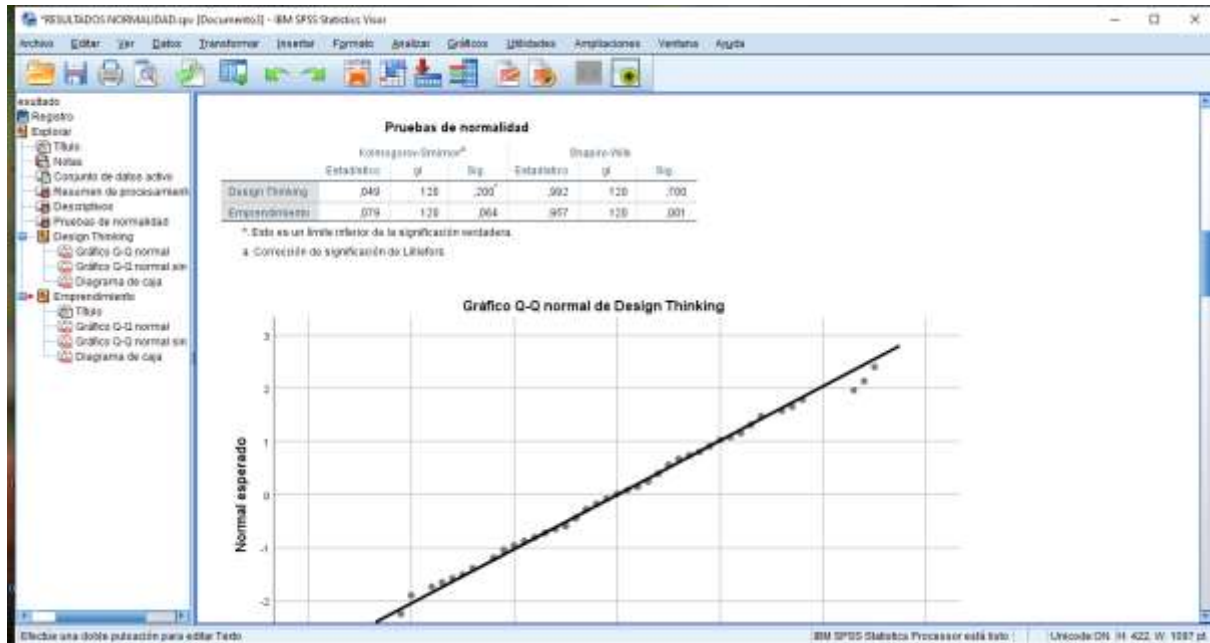 *RESULTADOS NORMALIDAD.spv [Documento3] - IBM SPSS Statistics Visor
Archivo Editar Ver Datos Transformar Insertar Formato Analizar Gráficos Utilidades Ampliaciones Ventana Ayuda
esultado
Registro
Explorar
Título
Notas
Conjunto de datos activo
Resumen de procesamient
Descriptivos
Pruebas de normalidad
Design Thinking
Gráfico Q-Q normal
Gráfico Q-Q normal sin
Diagrama de caja
Emprendimiento
Título
Gráfico Q-Q normal
Gráfico Q-Q normal sin
Diagrama de caja
Pruebas de normalidad
Kolmogorov-Smirnov a Shapiro-Wilk
Estadístico gl Sig. Estadístico gl Sig.
Design Thinking ,049 120 ,200* ,992 120 ,700
Emprendimiento ,079 120 ,064 ,957 120 ,001
*. Esto es un límite inferior de la significación verdadera.
a. Corrección de significación de Lilliefors
Gráfico Q-Q normal de Design Thinking
Normal esperado
3
2
1
0
-1
-2
Efectúe una doble pulsación para editar Texto
IBM SPSS Statistics Processor está listo
Unicode:ON H: 422, W: 1087 pt